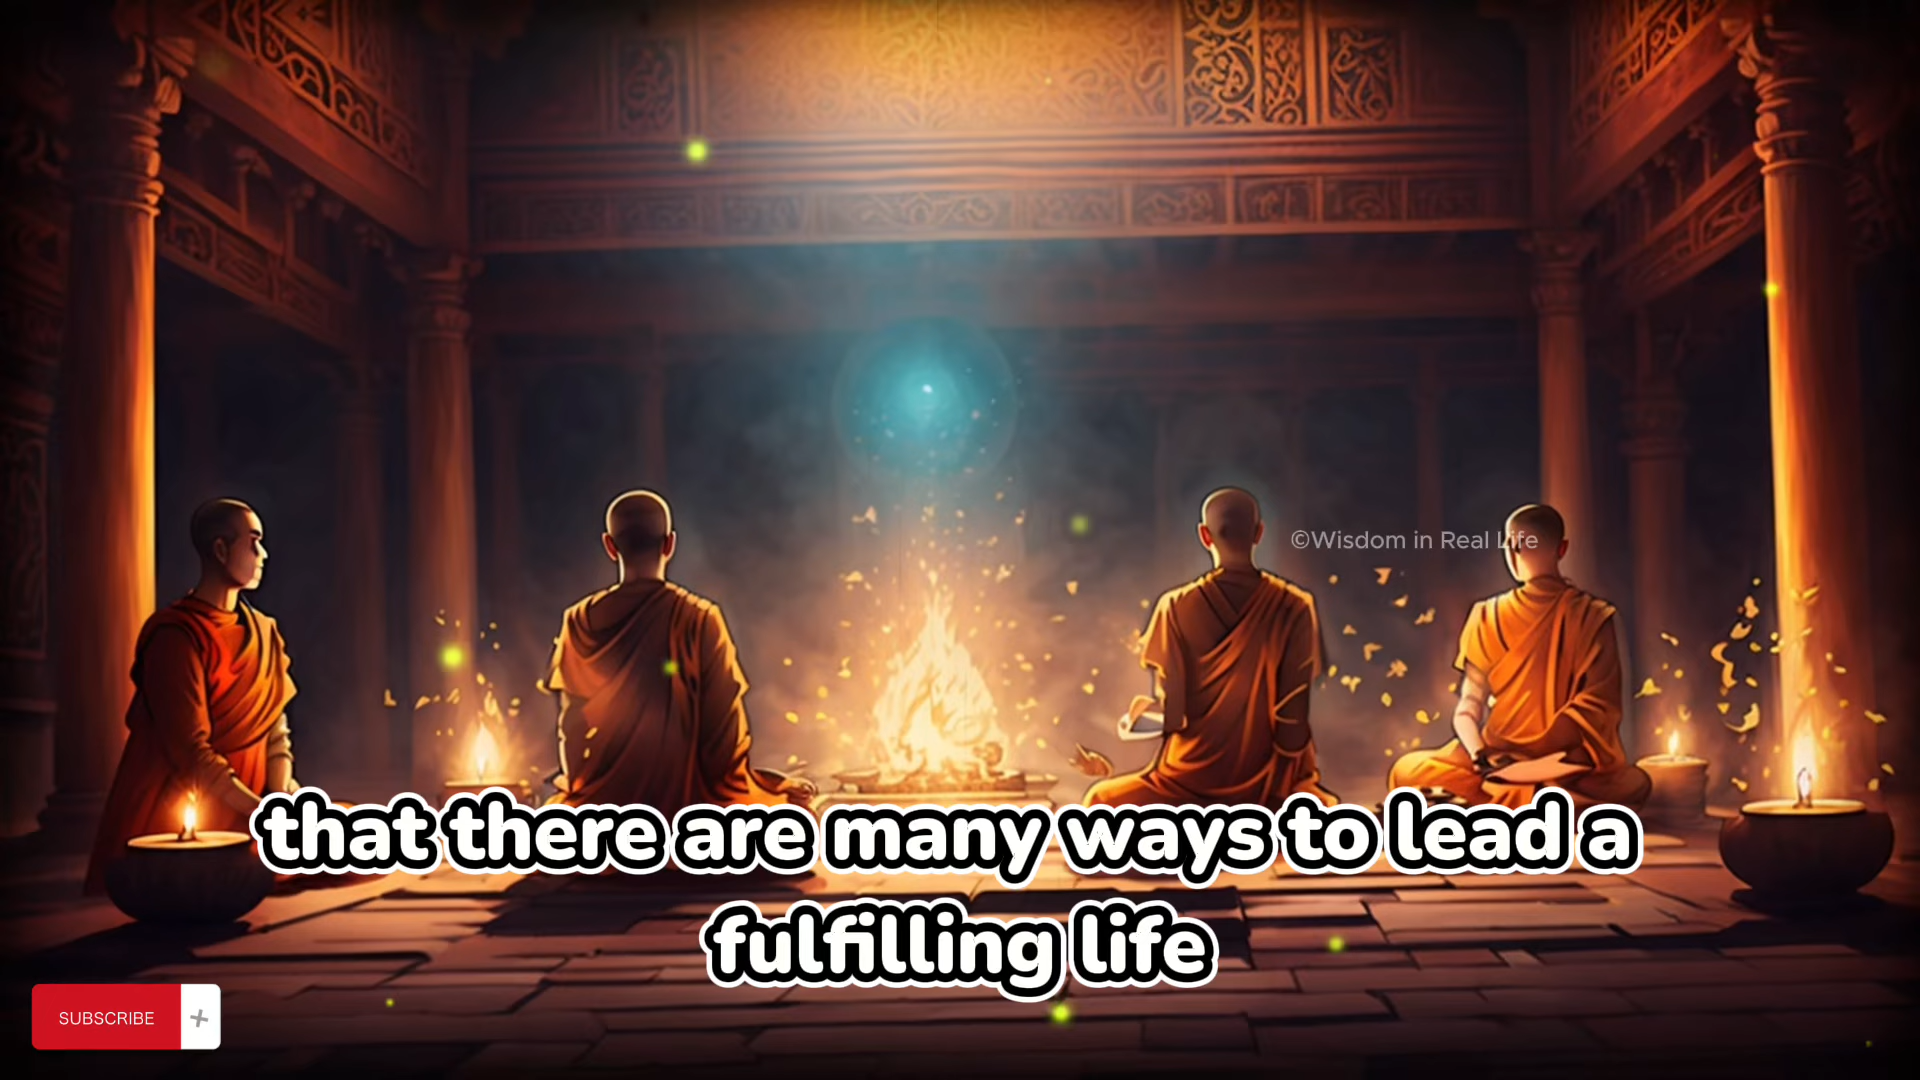 ©Wisdom in Real Life
that there are many ways to lead a
fulfilling life
SUBSCRIBE +